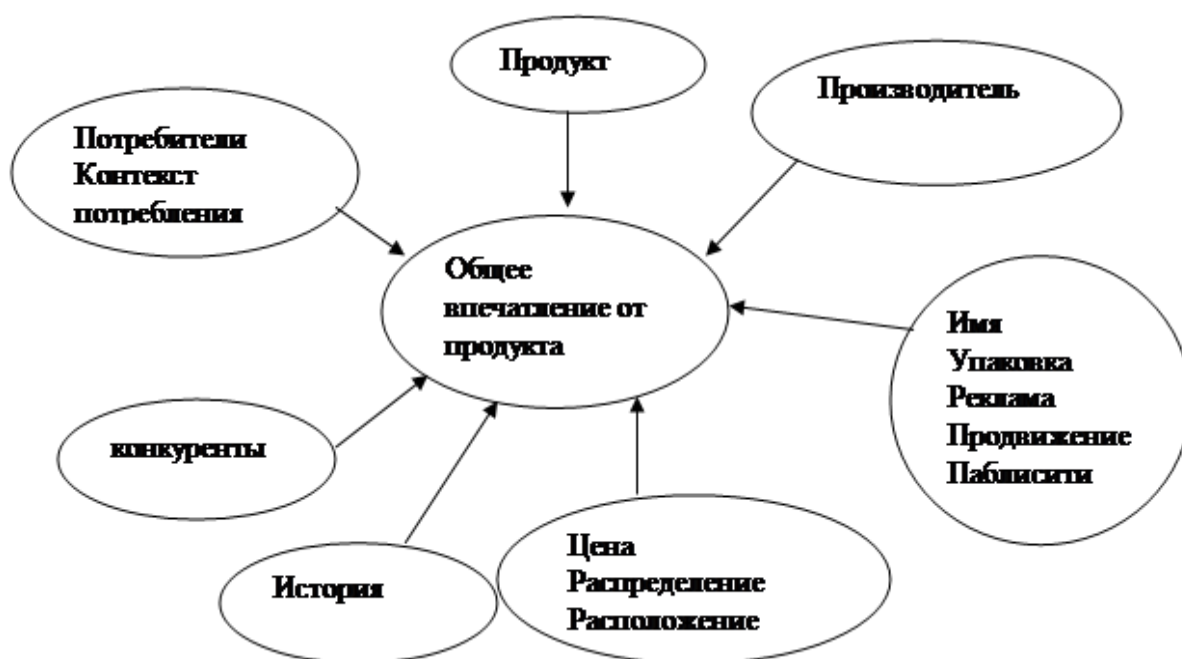 Продукт
Производитель
Потребители
Контекст
потребления
Общее
впечатление от
продукта
Имя
Упаковка
Реклама
Продвижение
Паблисити
конкуренты
История
Цена
Распределение
Расположение